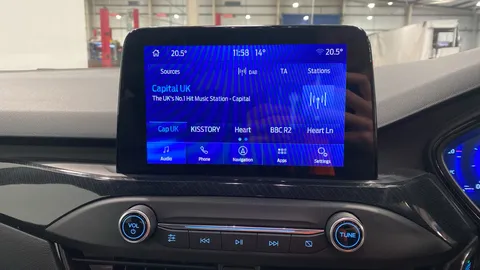 20.5° 11:58 14° 20.5°
Sources DAB TA Stations
Capital UK
The UK's No.1 Hit Music Station - Capital
Cap UK KISSTORY Heart BBC R2 Heart Ln
Audio Phone Navigation Apps Settings
VOL TUNE